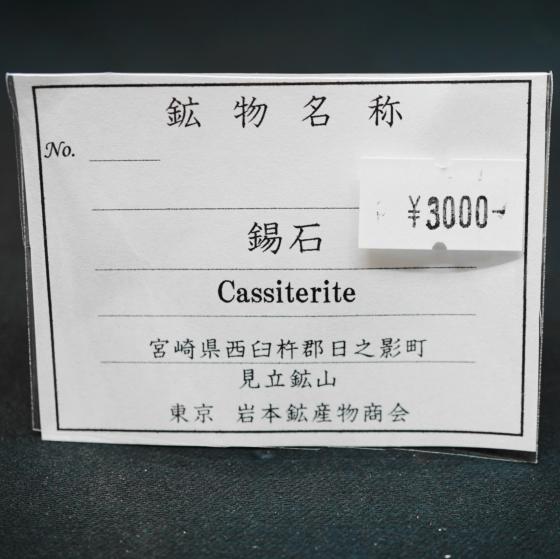 鉱物名称
No.
¥3000-
錫石
Cassiterite
宮崎県西臼杵郡日之影町
見立鉱山
東京 岩本鉱産物商会